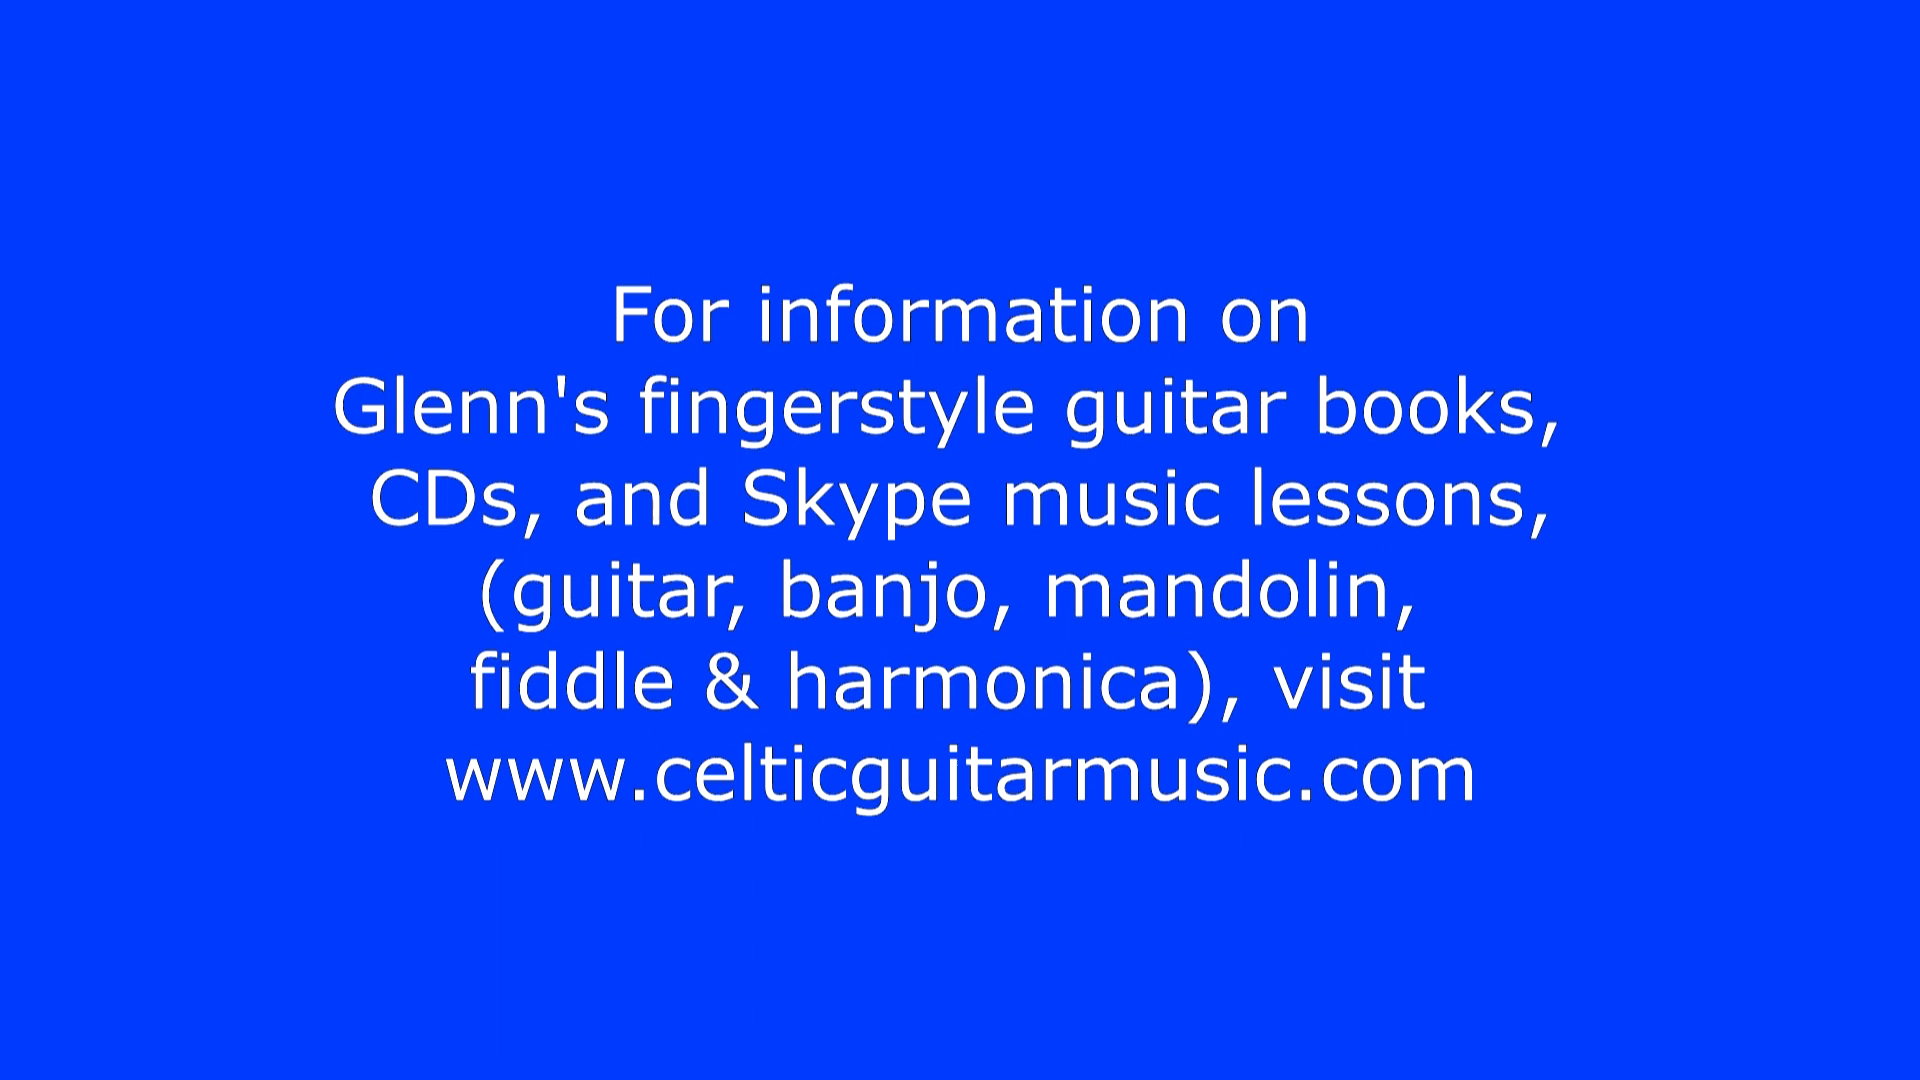 For information on
Glenn's fingerstyle guitar books,
CDs, and Skype music lessons,
(guitar, banjo, mandolin,
fiddle & harmonica), visit
www.celticguitarmusic.com